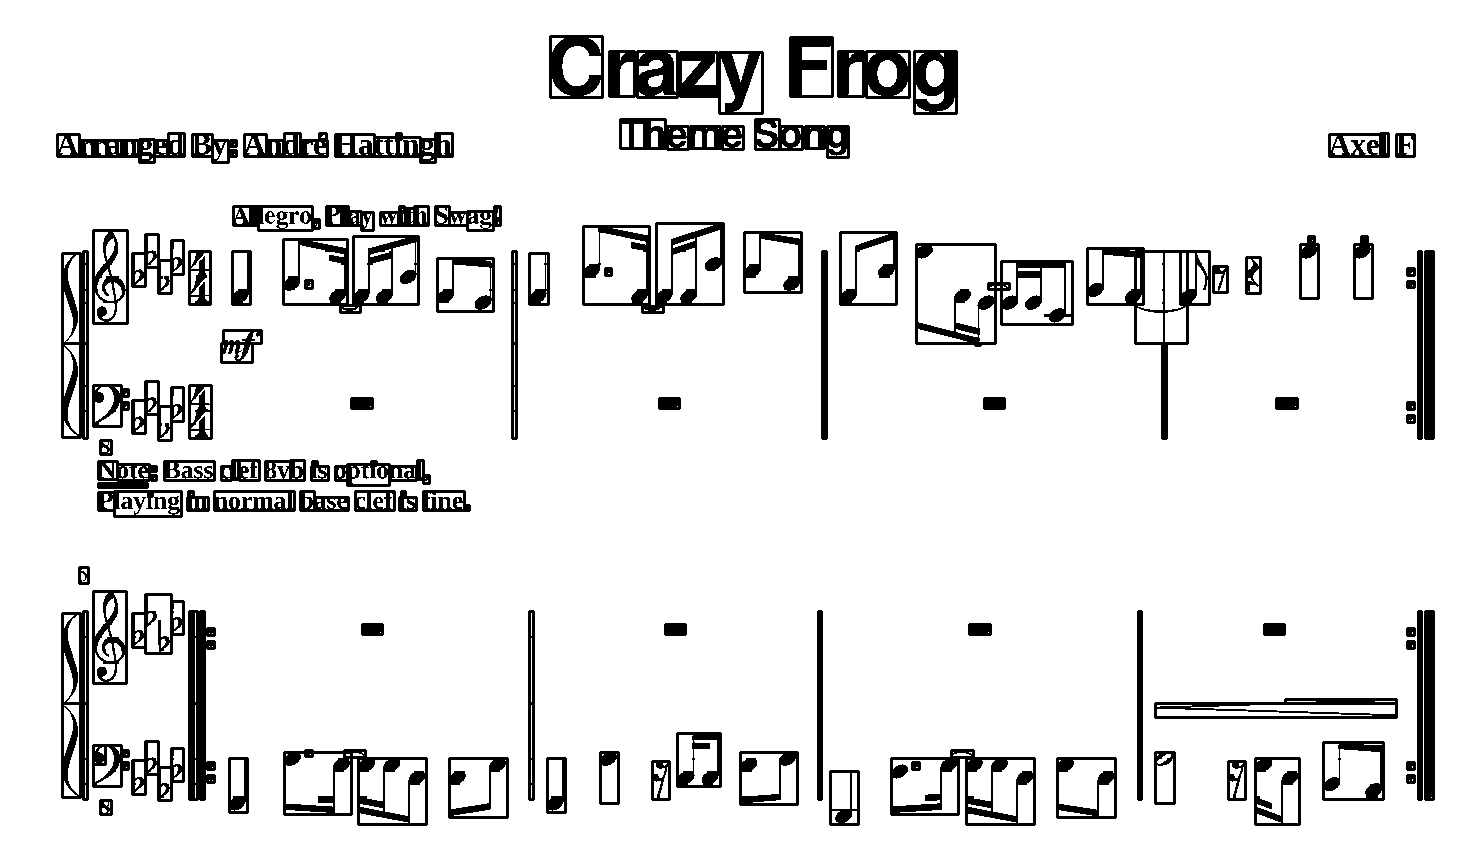 Crazy Frog
Theme Song
Arranged By: André Hattingh
Axel F
Allegro, Play with Swag!
mf
8
Note: Bass clef 8vb is optional.
Playing in normal base clef is fine.
5
8